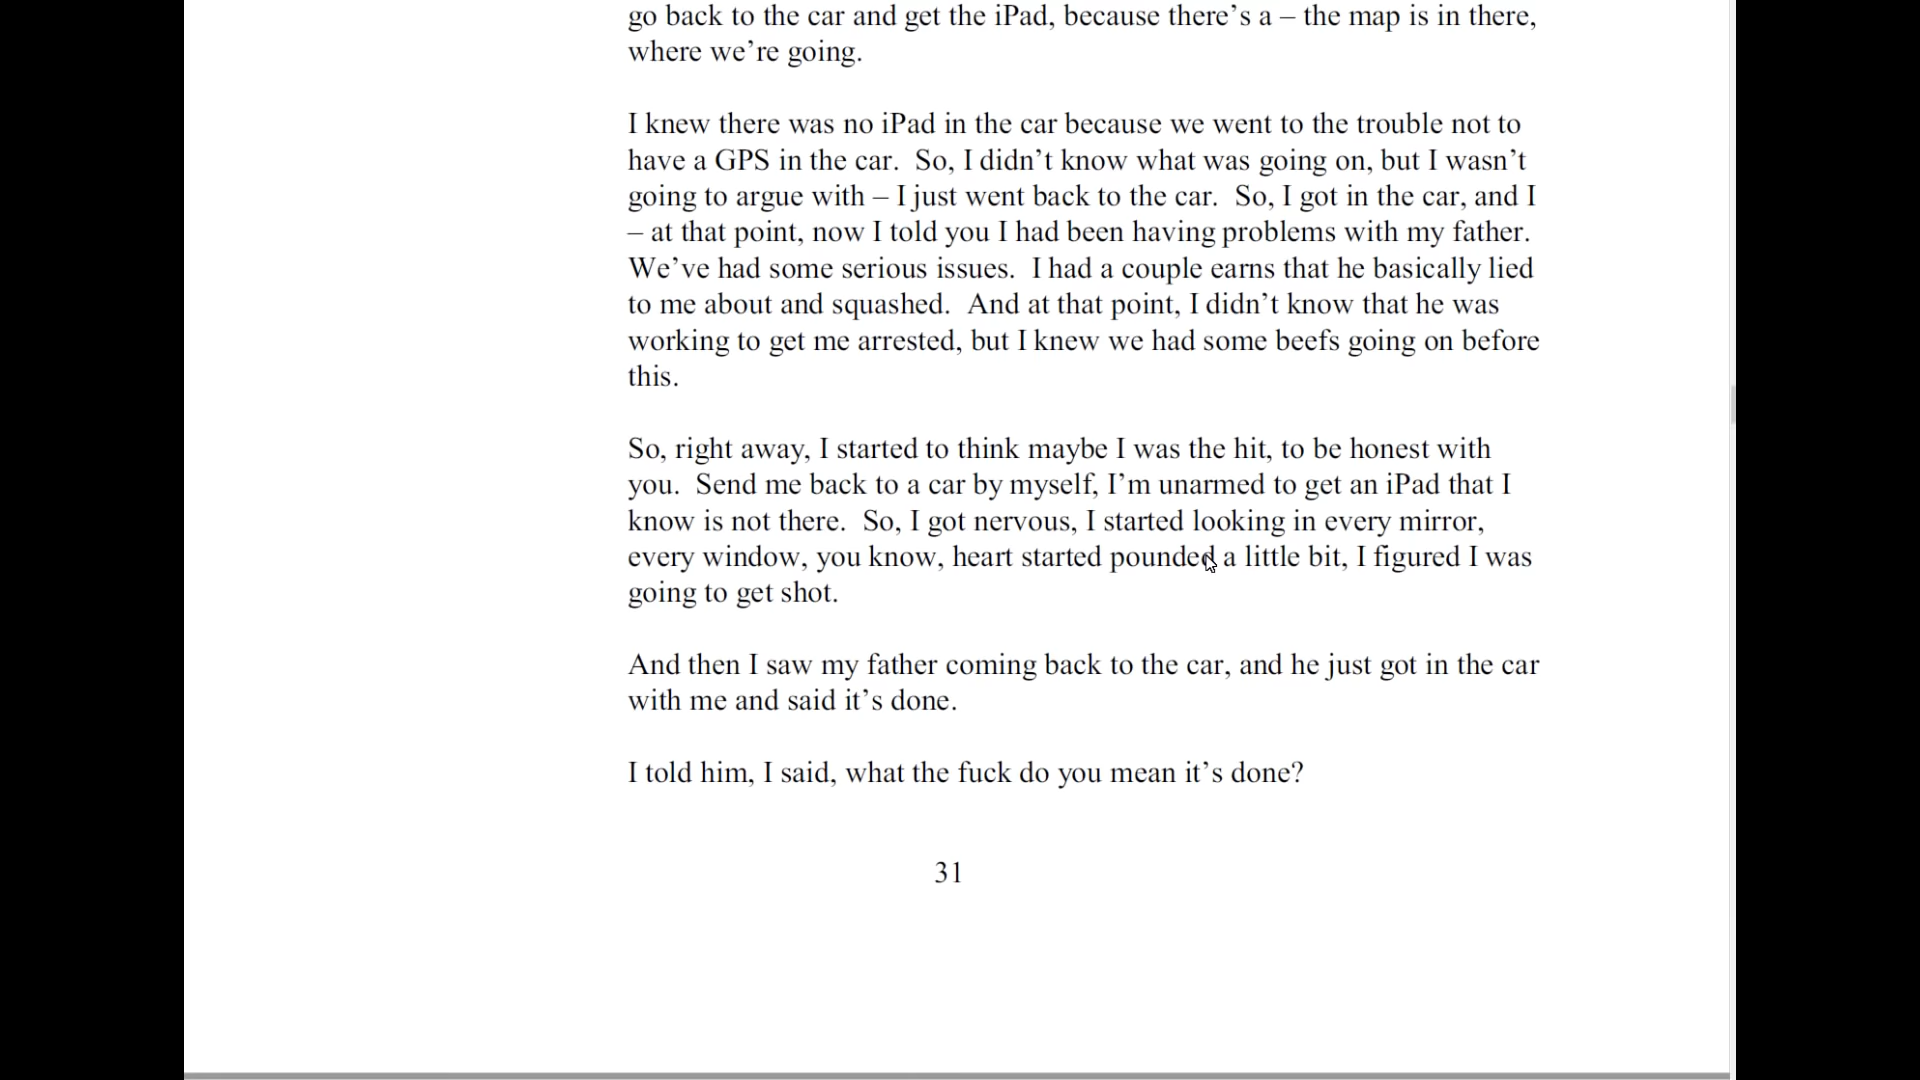 go back to the car and get the iPad, because there’s a – the map is in there,
where we’re going.
I knew there was no iPad in the car because we went to the trouble not to
have a GPS in the car.  So, I didn’t know what was going on, but I wasn’t
going to argue with – I just went back to the car.  So, I got in the car, and I
– at that point, now I told you I had been having problems with my father.
We’ve had some serious issues.  I had a couple earns that he basically lied
to me about and squashed.  And at that point, I didn’t know that he was
working to get me arrested, but I knew we had some beefs going on before
this.
So, right away, I started to think maybe I was the hit, to be honest with
you.  Send me back to a car by myself, I’m unarmed to get an iPad that I
know is not there.  So, I got nervous, I started looking in every mirror,
every window, you know, heart started pounded a little bit, I figured I was
going to get shot.
And then I saw my father coming back to the car, and he just got in the car
with me and said it’s done.
I told him, I said, what the fuck do you mean it’s done?
31